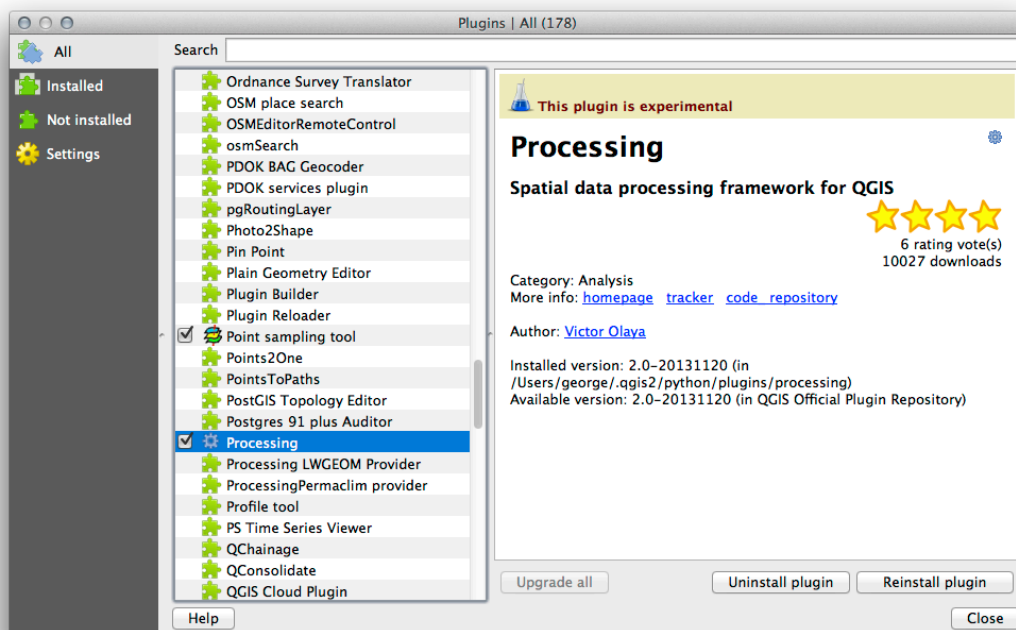 Plugins | All (178)
All
Installed
Not installed
Settings
Search
Ordnance Survey Translator
OSM place search
OSMEditorRemoteControl
osmSearch
PDOK BAG Geocoder
PDOK services plugin
pgRoutingLayer
Photo2Shape
Pin Point
Plain Geometry Editor
Plugin Builder
Plugin Reloader
Point sampling tool
Points2One
PointsToPaths
PostGIS Topology Editor
Postgres 91 plus Auditor
Processing
Processing LWGEOM Provider
ProcessingPermaclim provider
Profile tool
PS Time Series Viewer
QChainage
QConsolidate
QGIS Cloud Plugin
This plugin is experimental
Processing
Spatial data processing framework for QGIS
6 rating vote(s)
10027 downloads
Category: Analysis
More info: homepage tracker code_repository
Author: Victor Olaya
Installed version: 2.0-20131120 (in
/Users/george/.qgis2/python/plugins/processing)
Available version: 2.0-20131120 (in QGIS Official Plugin Repository)
Upgrade all
Uninstall plugin
Reinstall plugin
Help
Close